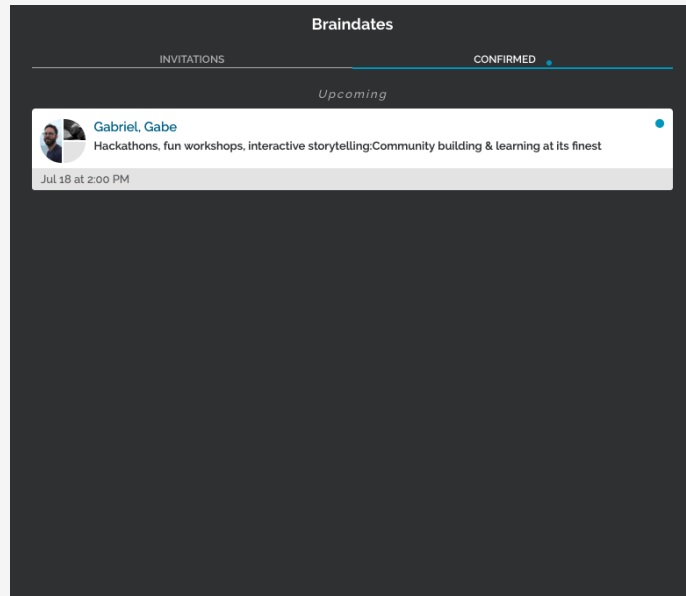 Braindates
INVITATIONS
CONFIRMED
Upcoming
Gabriel, Gabe
Hackathons, fun workshops, interactive storytelling:Community building & learning at its finest
Jul 18 at 2:00 PM